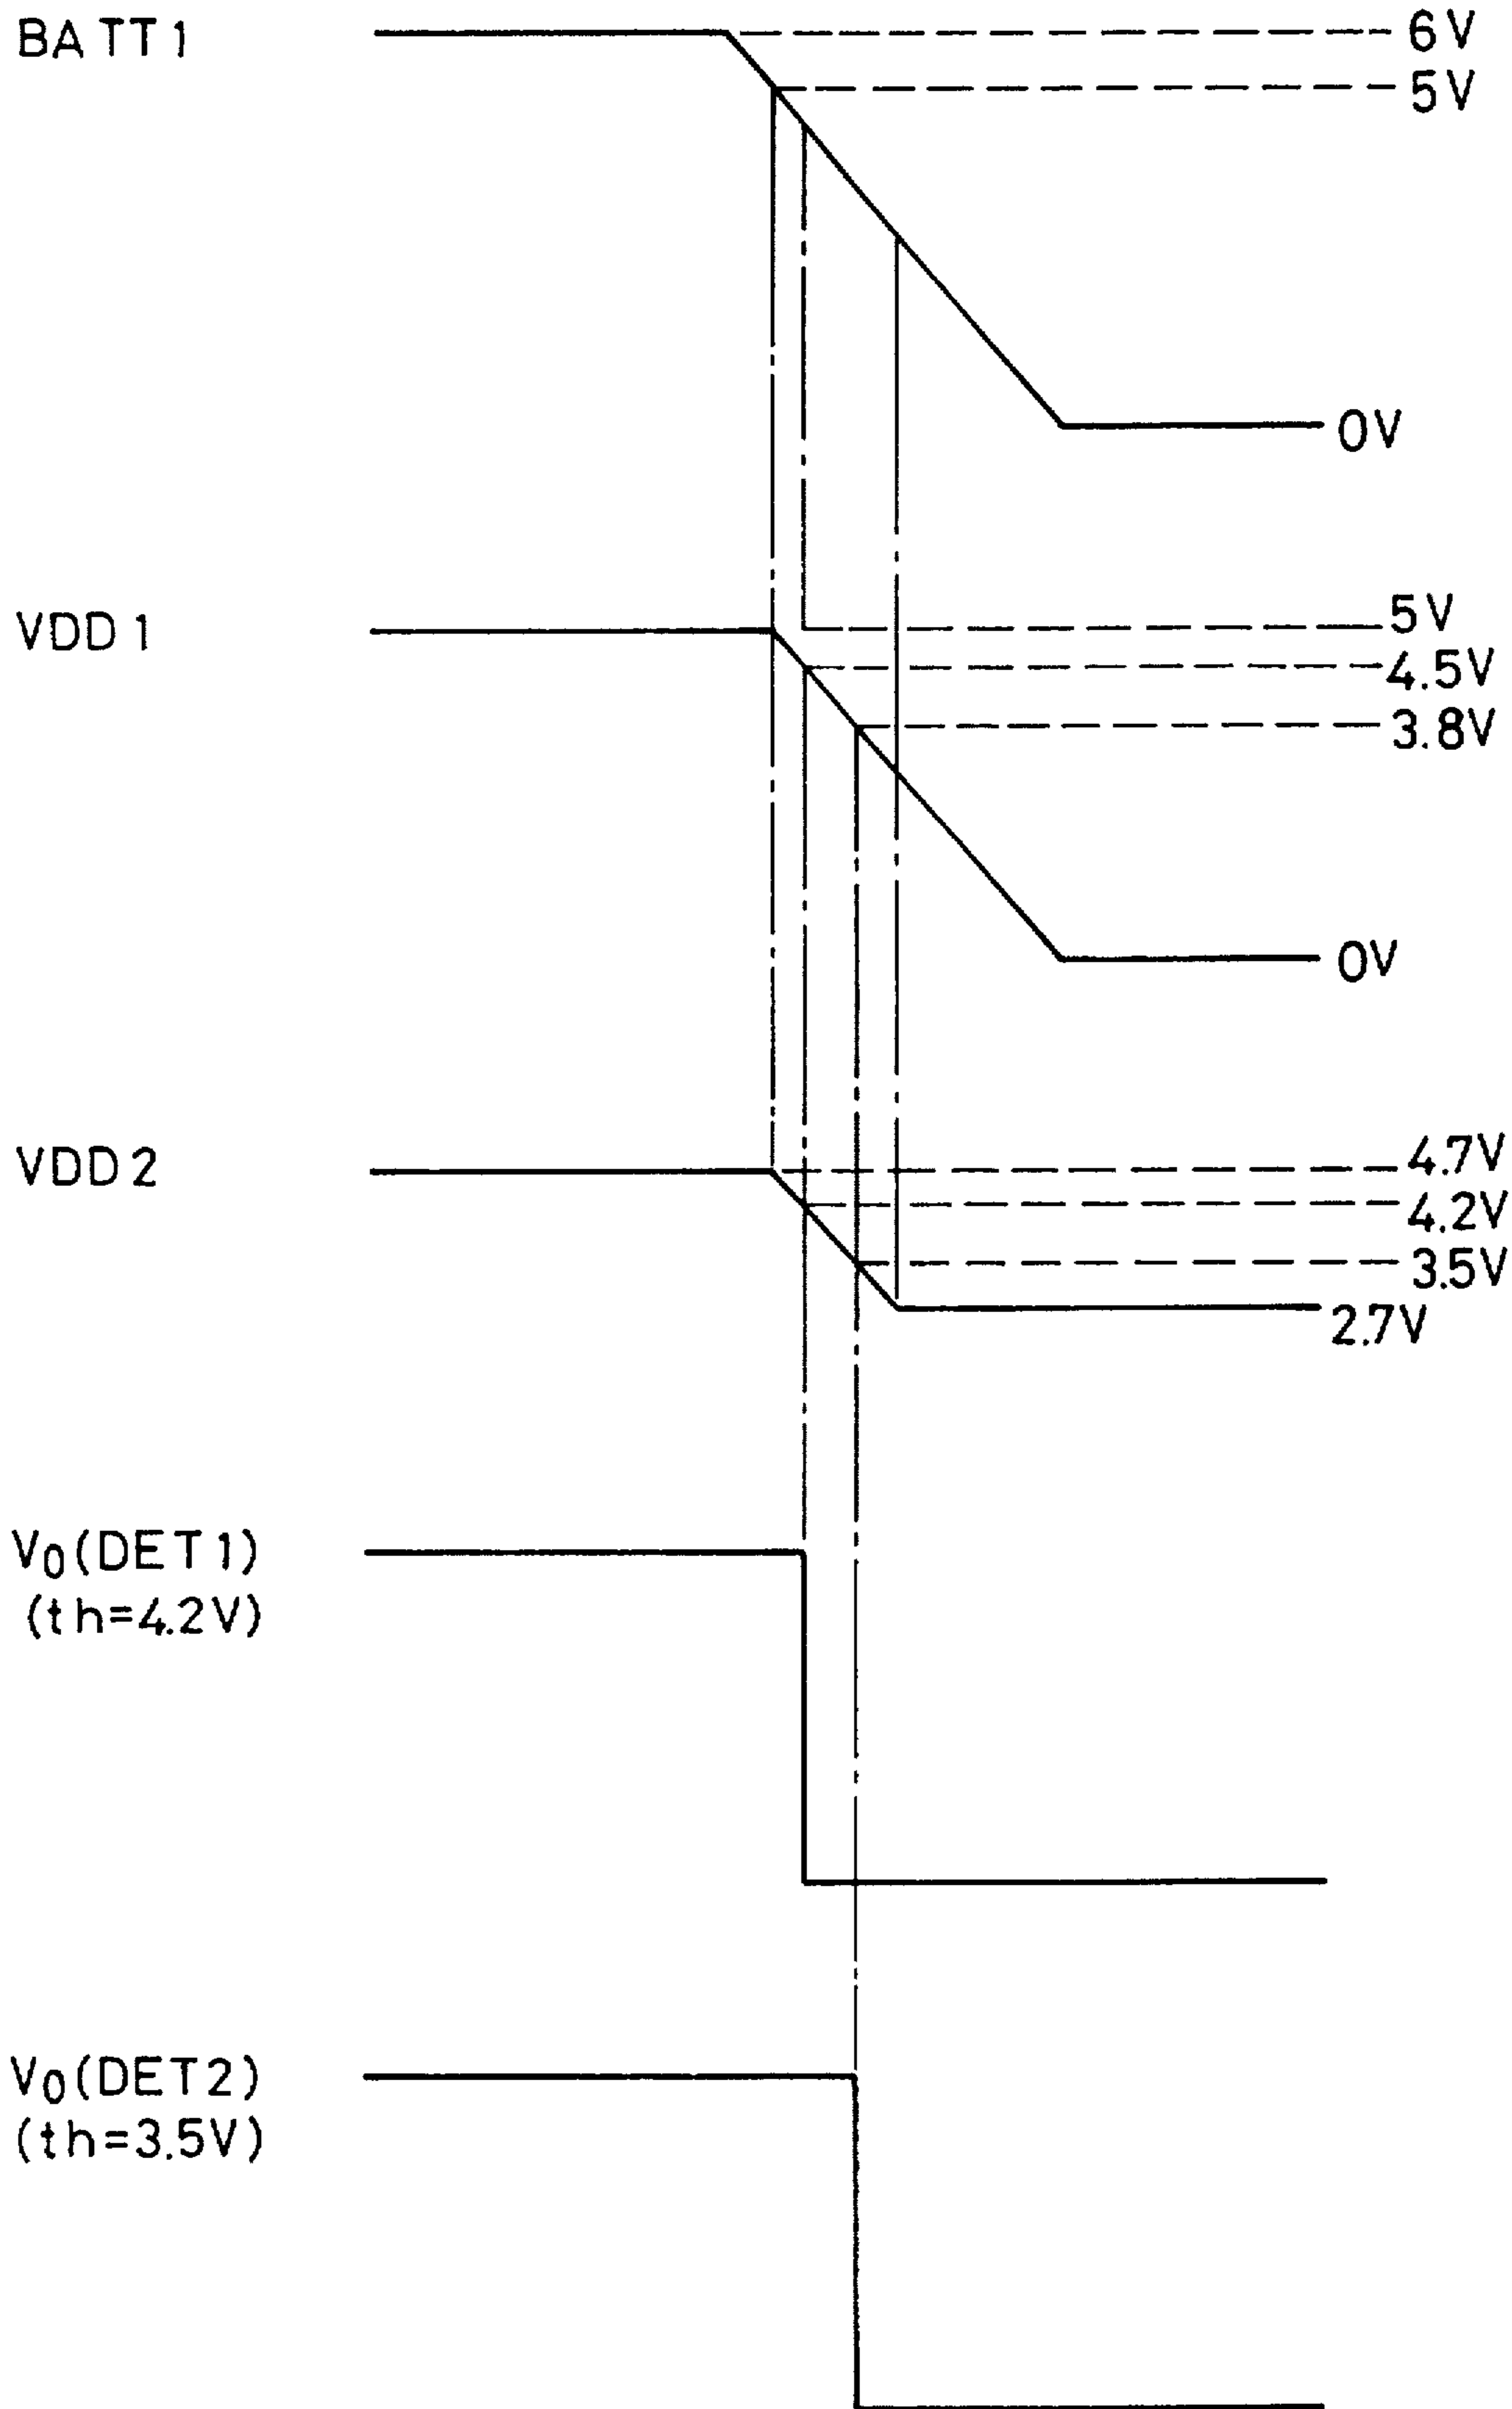 BATT1
6V
5V
0V
VDD1
5V
4.5V
3.8V
0V
VDD2
4.7V
4.2V
3.5V
2.7V
V0(DET1)
(th=4.2V)
V0(DET2)
(th=3.5V)